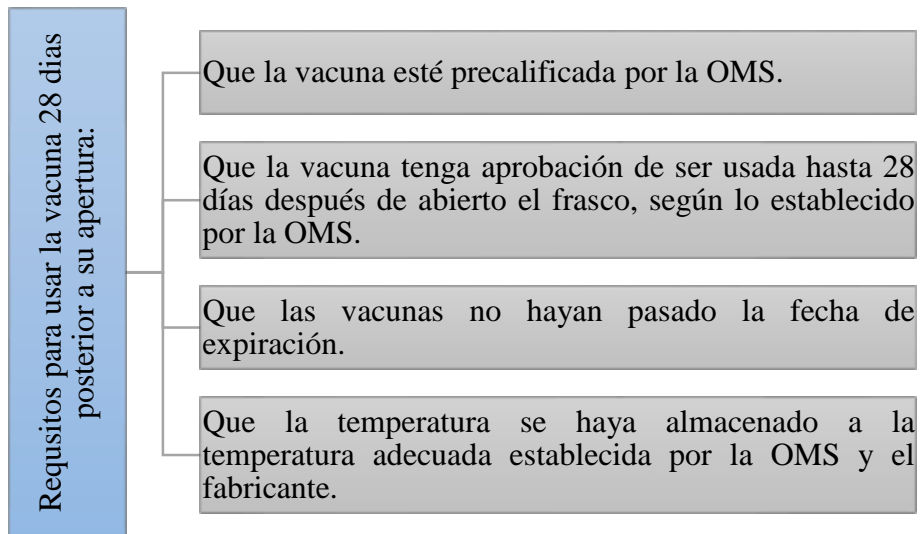 Requsitos para usar la vacuna 28 dias
posterior a su apertura:
Que la vacuna esté precalificada por la OMS.
Que la vacuna tenga aprobación de ser usada hasta 28
días después de abierto el frasco, según lo establecido
por la OMS.
Que las vacunas no hayan pasado la fecha de
expiración.
Que la temperatura se haya almacenado a la
temperatura adecuada establecida por la OMS y el
fabricante.